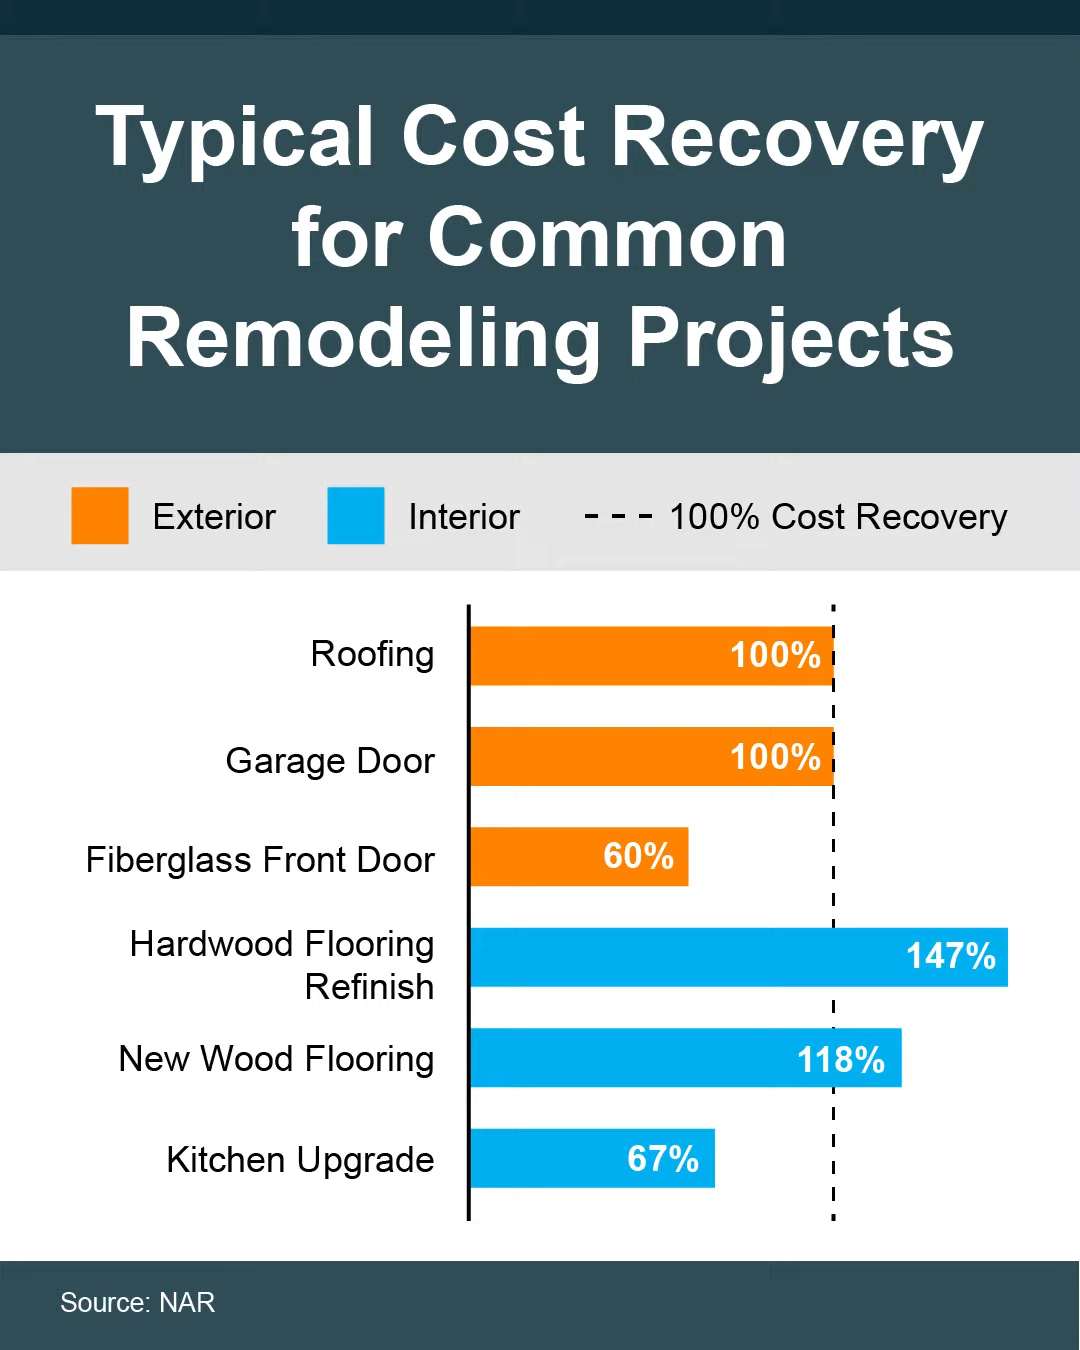 Typical Cost Recovery
for Common
Remodeling Projects
Exterior
Interior
100% Cost Recovery
Roofing
100%
Garage Door
100%
Fiberglass Front Door
60%
Hardwood Flooring
Refinish
147%
New Wood Flooring
118%
Kitchen Upgrade
67%
Source: NAR